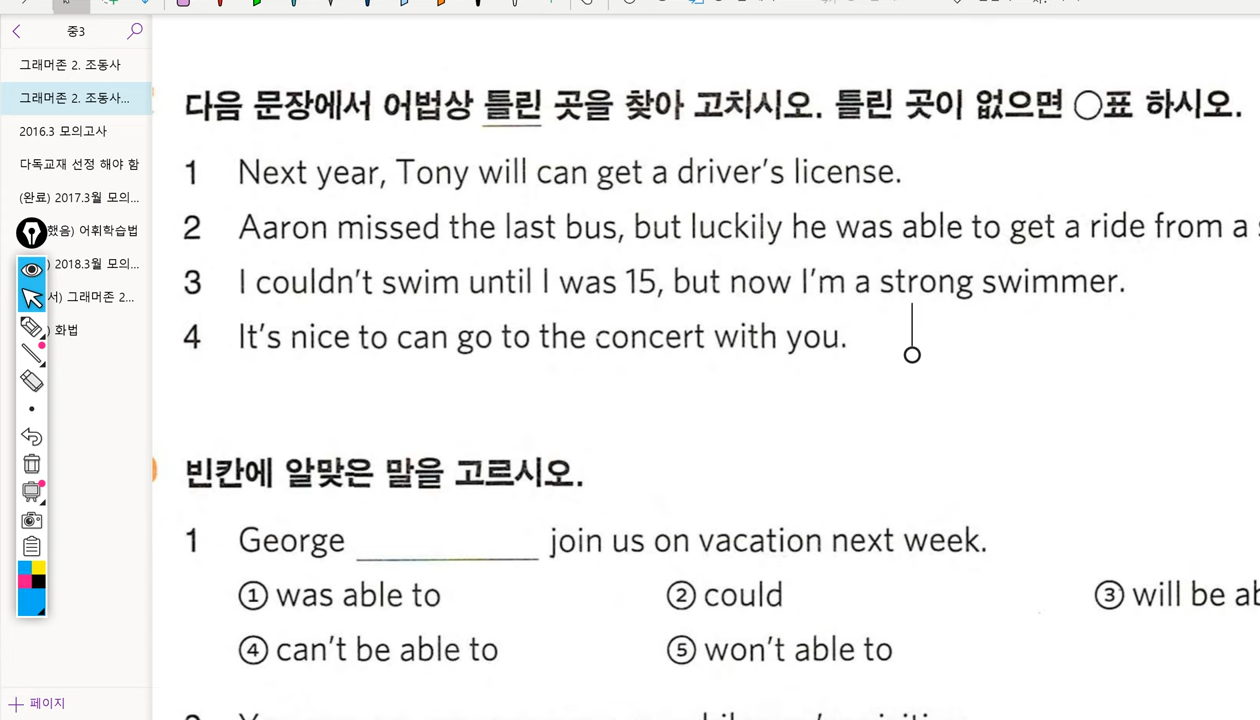 중3
그래머존 2. 조동사
그래머존 2. 조동사...
2016.3 모의고사
다독교재 선정 해야 함
(완료) 2017.3월 모의...
했음) 어휘학습법
) 2018.3월 모의...
서) 그래머존 2...
) 화법
페이지
다음 문장에서 어법상 틀린 곳을 찾아 고치시오. 틀린 곳이 없으면 ○표 하시오.
1 Next year, Tony will can get a driver's license.
2 Aaron missed the last bus, but luckily he was able to get a ride from a
3 I couldn't swim until I was 15, but now I'm a strong swimmer.
4 It's nice to can go to the concert with you.
빈칸에 알맞은 말을 고르시오.
1 George __________ join us on vacation next week.
① was able to ② could ③ will be ab
④ can't be able to ⑤ won't able to